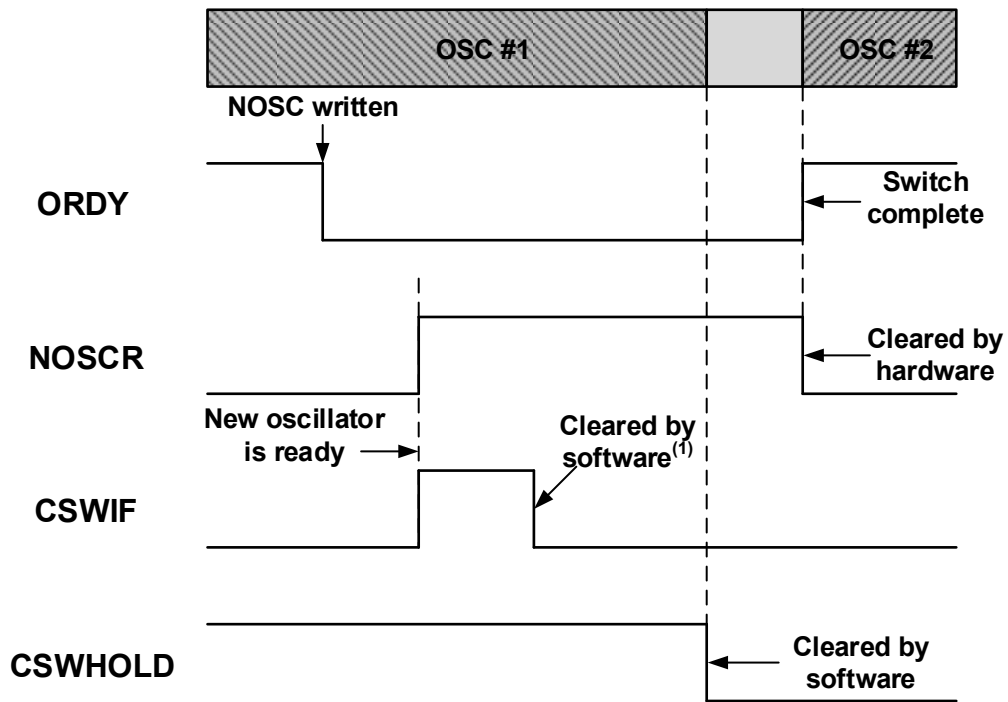 OSC #1
OSC #2
NOSC written
ORDY
Switch
complete
NOSCR
Cleared by
hardware
New oscillator
is ready
Cleared by
software(1)
CSWIF
CSWHOLD
Cleared by
software